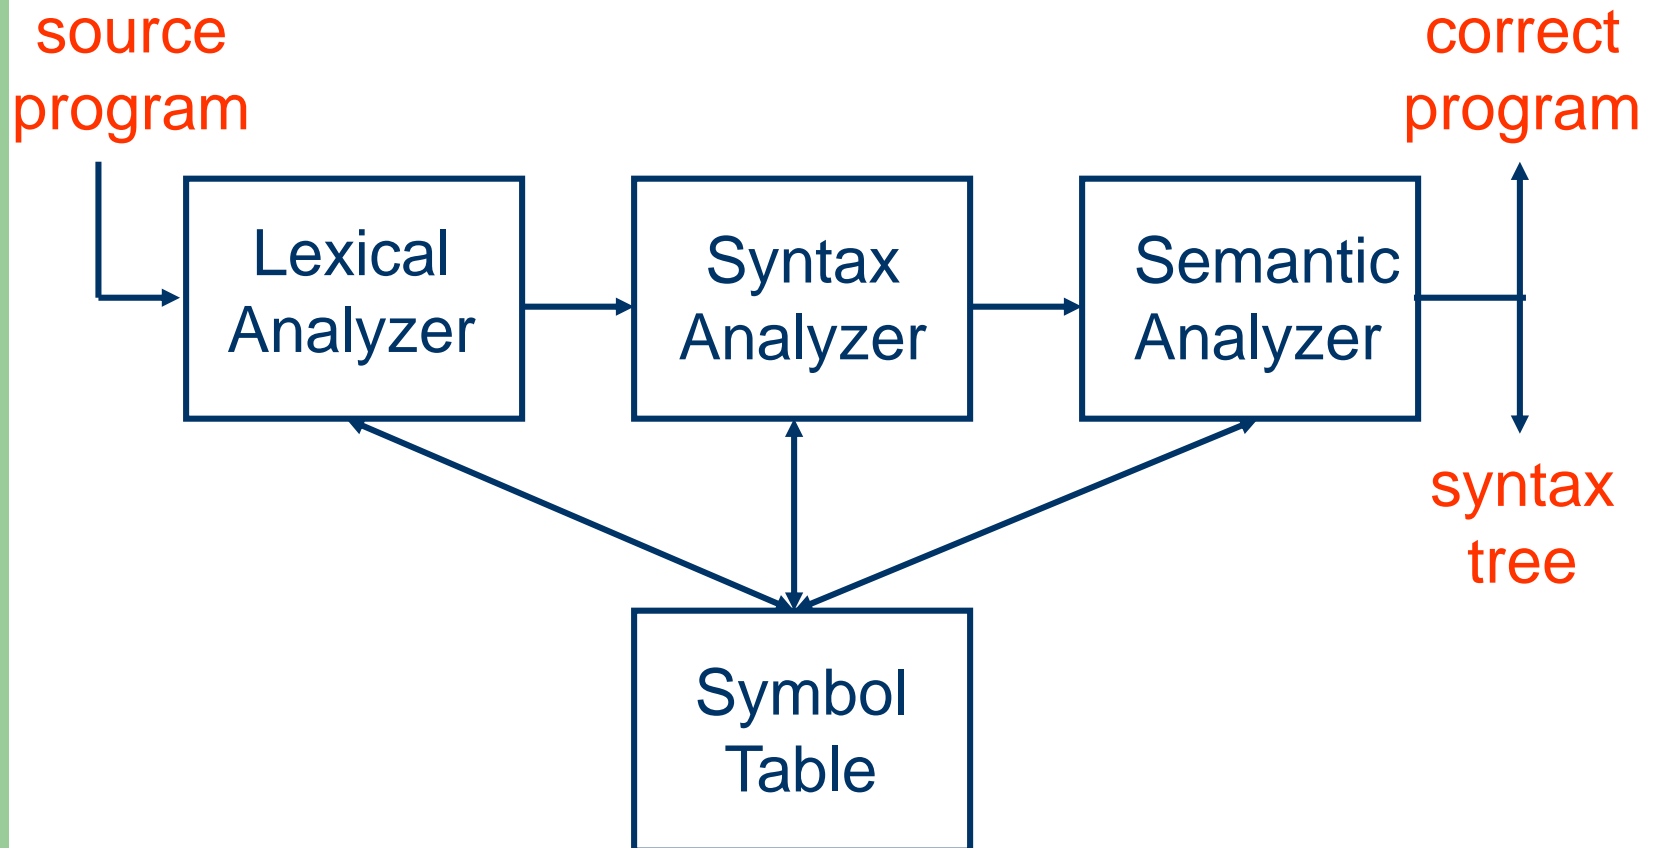 source
program
correct
program
Lexical
Analyzer
Syntax
Analyzer
Semantic
Analyzer
syntax
tree
Symbol
Table